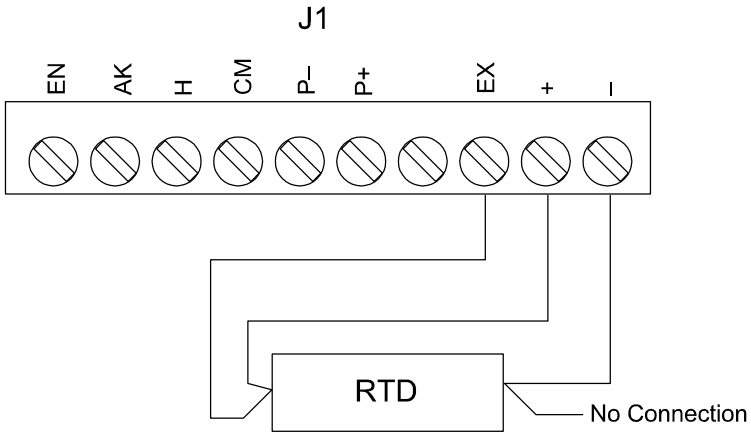 J1
EN AK H CM P– P+ EX + –
RTD
No Connection